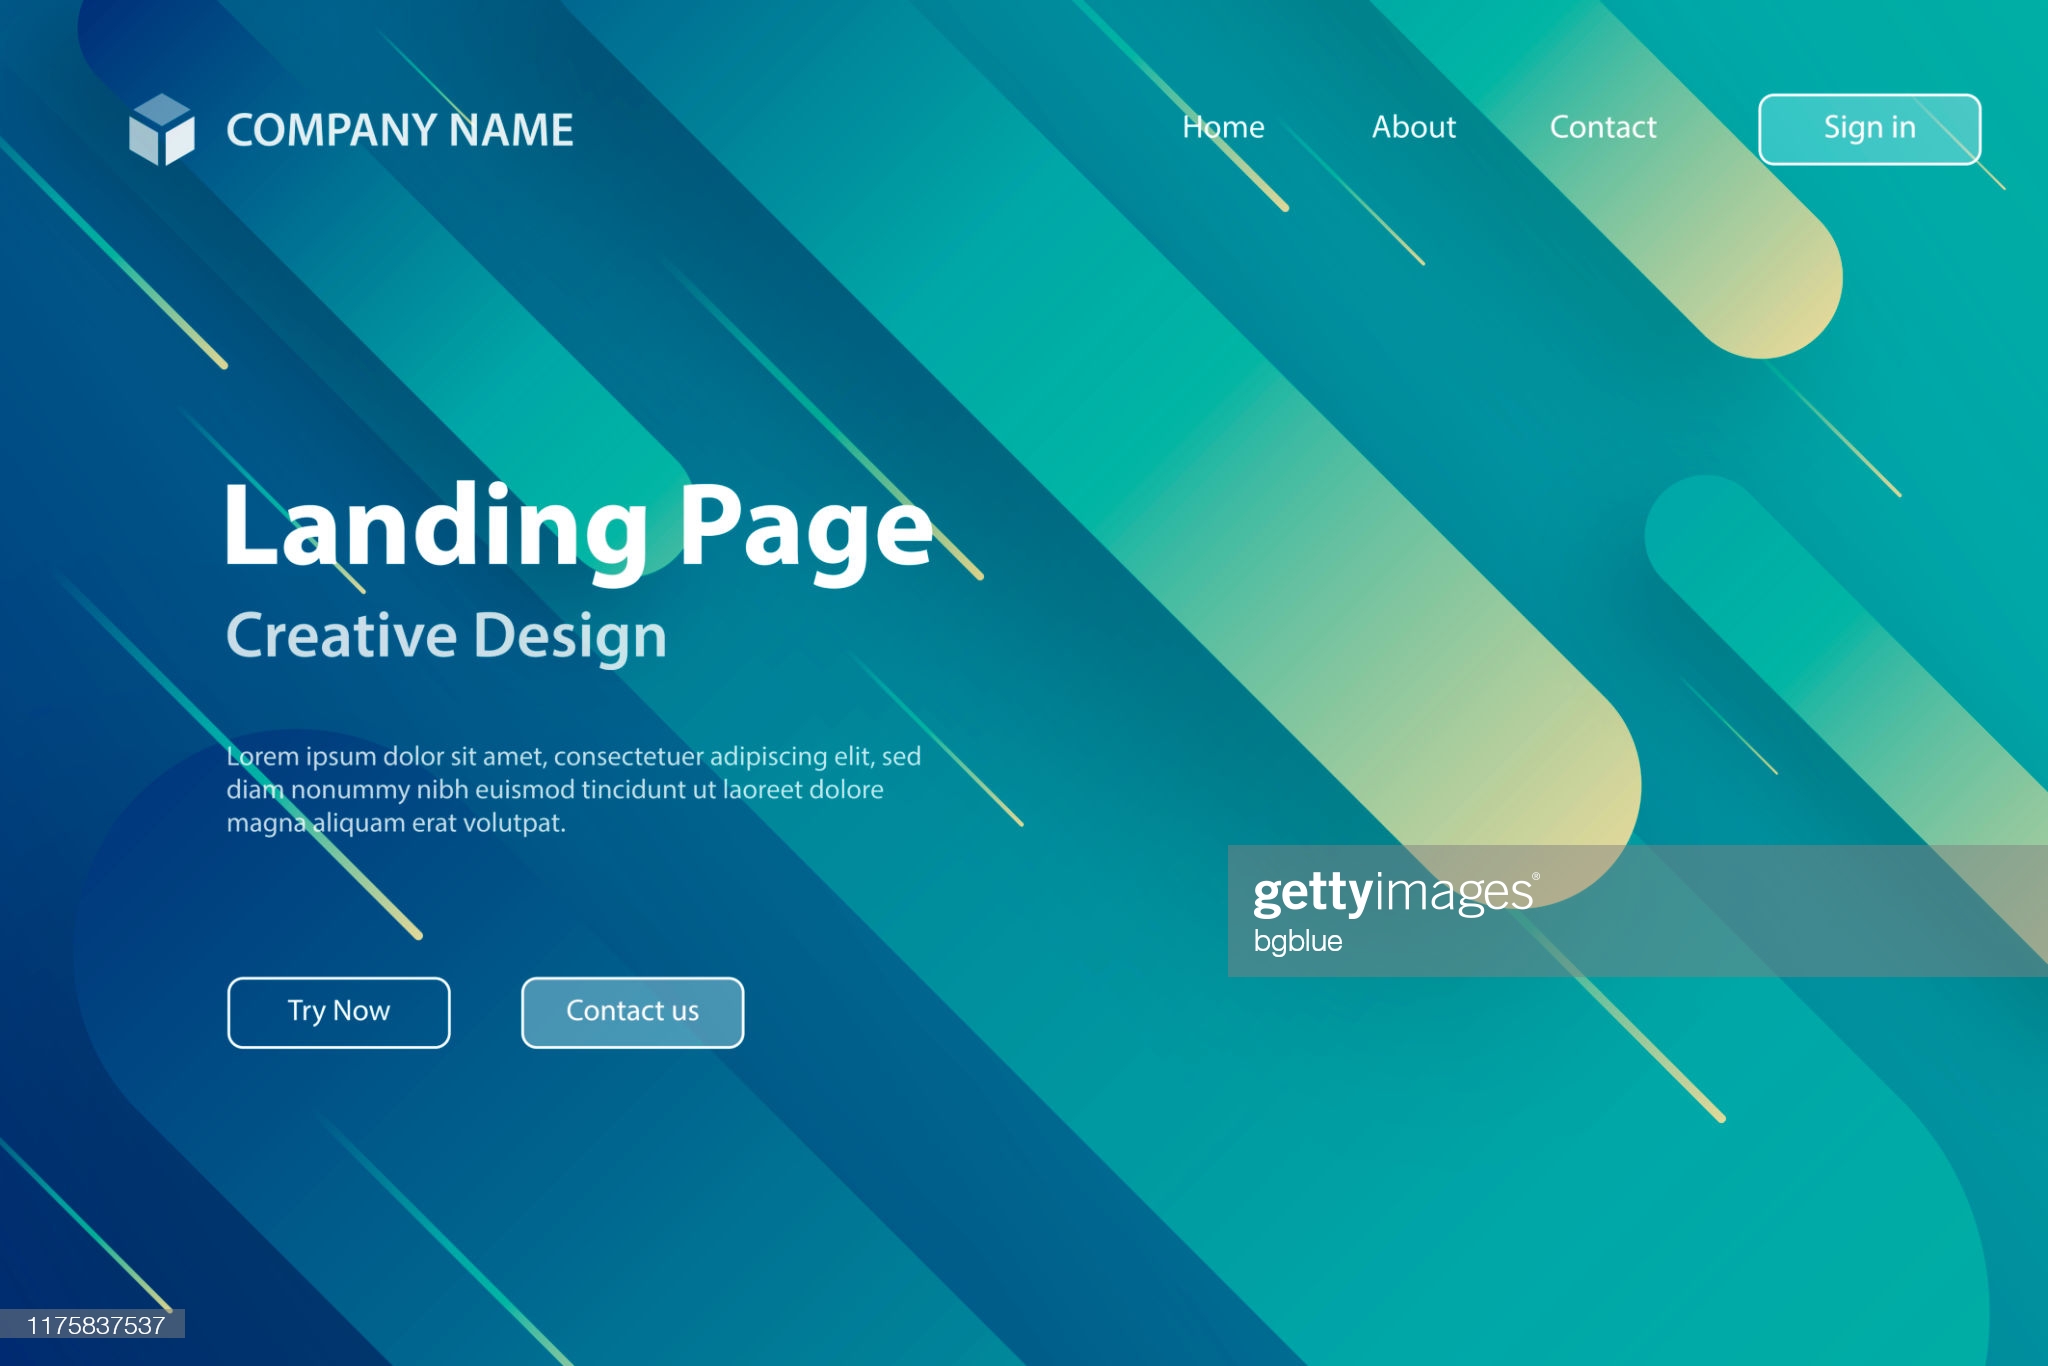 COMPANY NAME
Home
About
Contact
Sign in
Landing Page
Creative Design
Lorem ipsum dolor sit amet, consectetuer adipiscing elit, sed
diam nonummy nibh euismod tincidunt ut laoreet dolore
magna aliquam erat volutpat.
gettyimages®
bgblue
Try Now
Contact us
1175837537